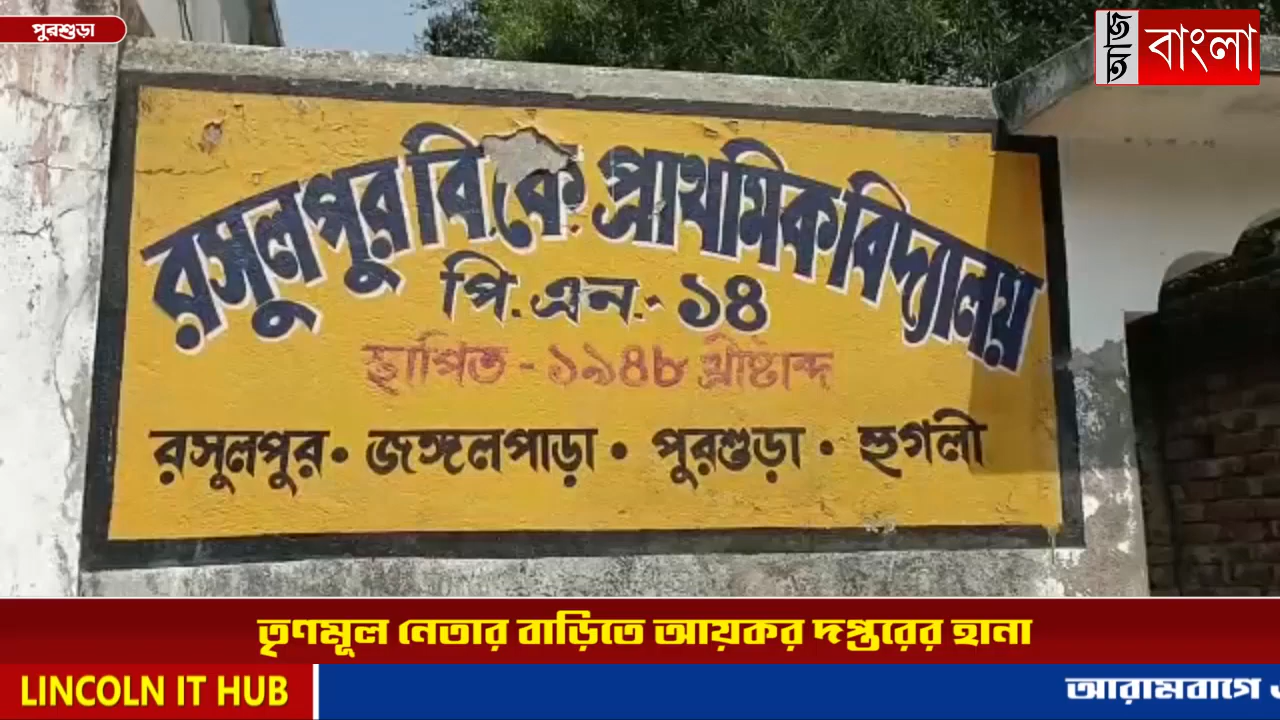 পুরশুড়া
আজ বাংলা
রসুলপুর বি.কে. প্রাথমিক বিদ্যালয়
পি.এন.- ১৪
স্থাপিত - ১৯৪৮ খ্রীষ্টাব্দ
রসুলপুর • জঙ্গলপাড়া • পুরশুড়া • হুগলী
তৃণমূল নেতার বাড়িতে আয়কর দপ্তরের হানা
LINCOLN IT HUB
আরামবাগে